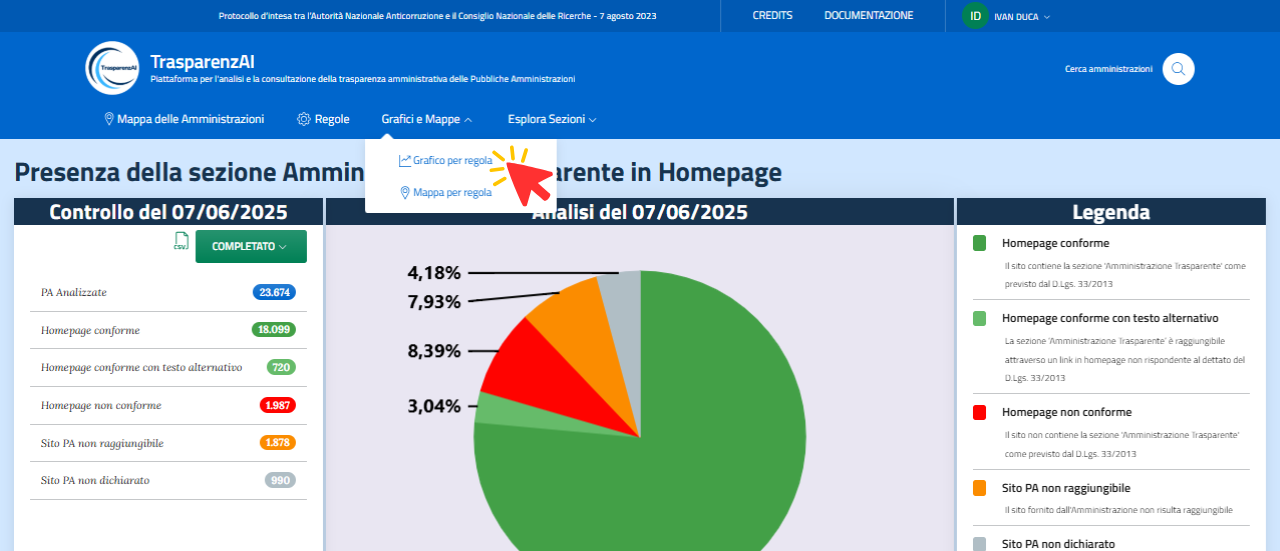 Protocollo d'intesa tra l'Autorità Nazionale Anticorruzione e il Consiglio Nazionale delle Ricerche - 7 agosto 2023
CREDITS
DOCUMENTAZIONE
ID
IVAN DUCA
TrasparenzAI
TrasparenzAI
Piattaforma per l'analisi e la consultazione della trasparenza amministrativa delle Pubbliche Amministrazioni
Cerca amministrazioni
Mappa delle Amministrazioni
Regole
Grafici e Mappe
Esplora Sezioni
Grafico per regola
Mappa per regola
Presenza della sezione Ammin arente in Homepage
Controllo del 07/06/2025
CSV
COMPLETATO
PA Analizzate
23.674
Homepage conforme
18.099
Homepage conforme con testo alternativo
720
Homepage non conforme
1.987
Sito PA non raggiungibile
1.878
Sito PA non dichiarato
990
Analisi del 07/06/2025
4,18%
7,93%
8,39%
3,04%
Legenda
Homepage conforme
Il sito contiene la sezione 'Amministrazione Trasparente' come
previsto dal D.Lgs. 33/2013
Homepage conforme con testo alternativo
La sezione 'Amministrazione Trasparente' è raggiungibile
attraverso un link in homepage non rispondente al dettato del
D.Lgs. 33/2013
Homepage non conforme
Il sito non contiene la sezione 'Amministrazione Trasparente'
come previsto dal D.Lgs. 33/2013
Sito PA non raggiungibile
Il sito fornito dall'Amministrazione non risulta raggiungibile
Sito PA non dichiarato